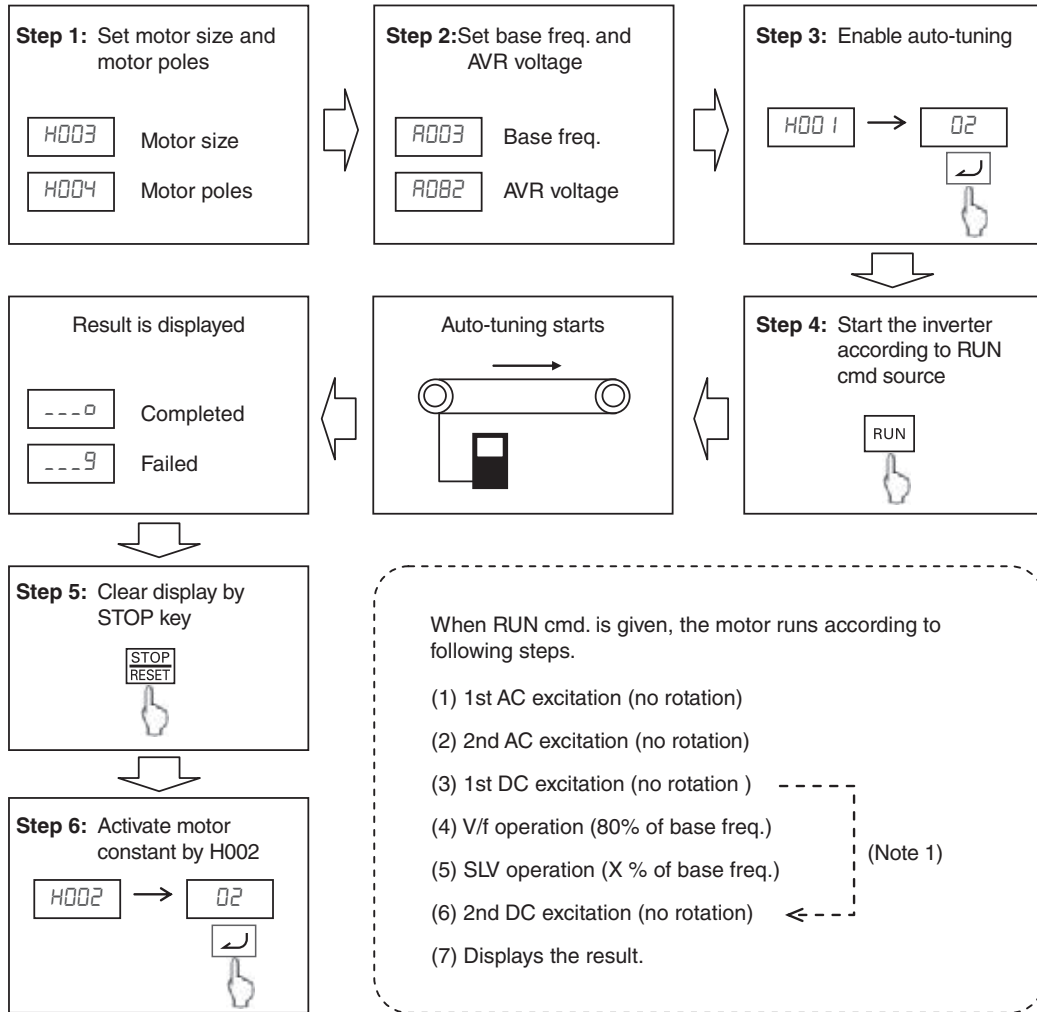 Step 1: Set motor size and
motor poles
H003 Motor size
H004 Motor poles
Step 2:Set base freq. and
AVR voltage
A003 Base freq.
A082 AVR voltage
Step 3: Enable auto-tuning
H001 → 02
Step 4: Start the inverter
according to RUN
cmd source
RUN
Auto-tuning starts
Result is displayed
___o Completed
___9 Failed
Step 5: Clear display by
STOP key
STOP
RESET
Step 6: Activate motor
constant by H002
H002 → 02
When RUN cmd. is given, the motor runs according to
following steps.
(1) 1st AC excitation (no rotation)
(2) 2nd AC excitation (no rotation)
(3) 1st DC excitation (no rotation )
(4) V/f operation (80% of base freq.)
(5) SLV operation (X % of base freq.)
(6) 2nd DC excitation (no rotation)
(7) Displays the result.
(Note 1)